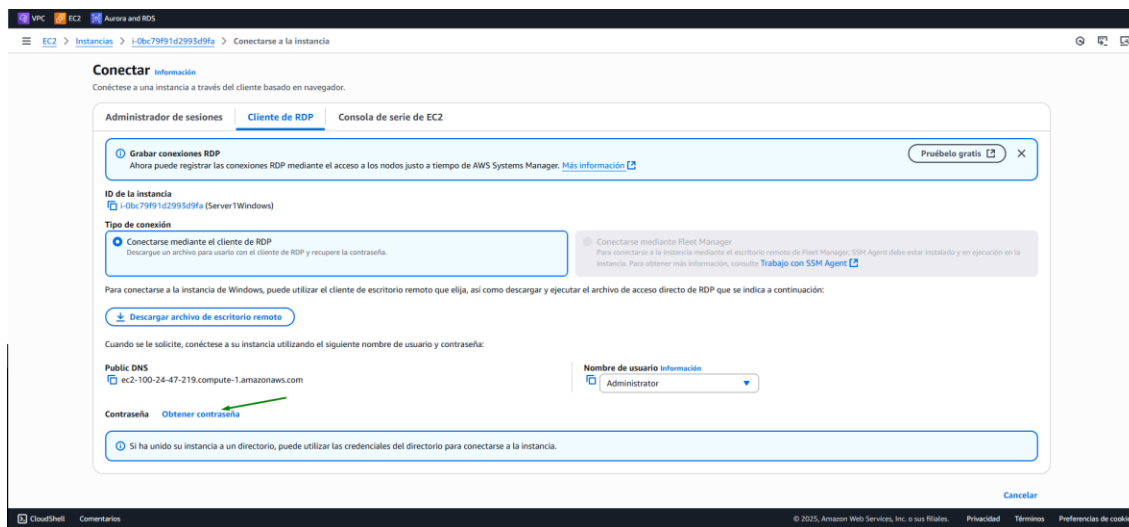 VPC EC2 Aurora and RDS
EC2 > Instancias > i-0bc79f91d2993d9fa > Conectarse a la instancia
Conectar Información
Conéctese a una instancia a través del cliente basado en navegador.
Administrador de sesiones Cliente de RDP Consola de serie de EC2
Grabar conexiones RDP
Ahora puede registrar las conexiones RDP mediante el acceso a los nodos justo a tiempo de AWS Systems Manager. Más información
Pruébelo gratis
ID de la instancia
i-0bc79f91d2993d9fa (Server1Windows)
Tipo de conexión
Conectarse mediante el cliente de RDP
Descargue un archivo para usarlo con el cliente de RDP y recupere la contraseña.
Conectarse mediante Fleet Manager
Para conectarse a la instancia mediante el escritorio remoto de Fleet Manager, SSM Agent debe estar instalado y en ejecución en la
instancia. Para obtener más información, consulte Trabajo con SSM Agent
Para conectarse a la instancia de Windows, puede utilizar el cliente de escritorio remoto que elija, así como descargar y ejecutar el archivo de acceso directo de RDP que se indica a continuación:
Descargar archivo de escritorio remoto
Cuando se le solicite, conéctese a su instancia utilizando el siguiente nombre de usuario y contraseña:
Public DNS
ec2-100-24-47-219.compute-1.amazonaws.com
Nombre de usuario Información
Administrator
Contraseña Obtener contraseña
Si ha unido su instancia a un directorio, puede utilizar las credenciales del directorio para conectarse a la instancia.
Cancelar
CloudShell Comentarios © 2025, Amazon Web Services, Inc. o sus filiales. Privacidad Términos Preferencias de cookie